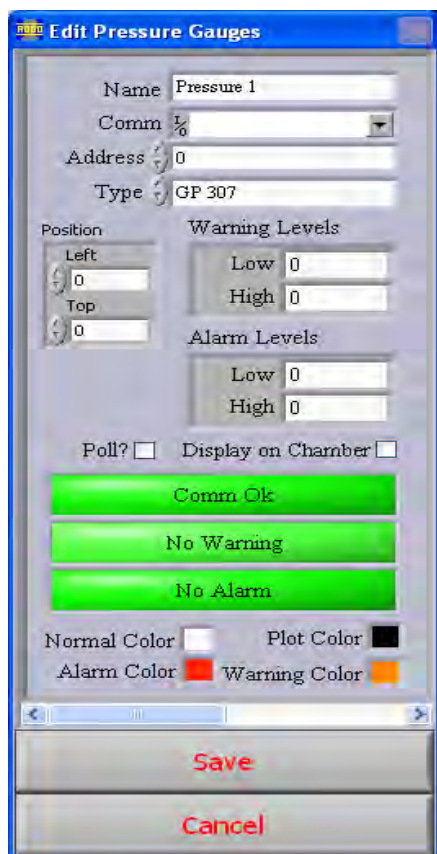 Edit Pressure Gauges
Name Pressure 1
Comm I/O
Address 0
Type GP 307
Position
Left
0
Top
0
Warning Levels
Low 0
High 0
Alarm Levels
Low 0
High 0
Poll? Display on Chamber
Comm Ok
No Warning
No Alarm
Normal Color Plot Color
Alarm Color Warning Color
Save
Cancel